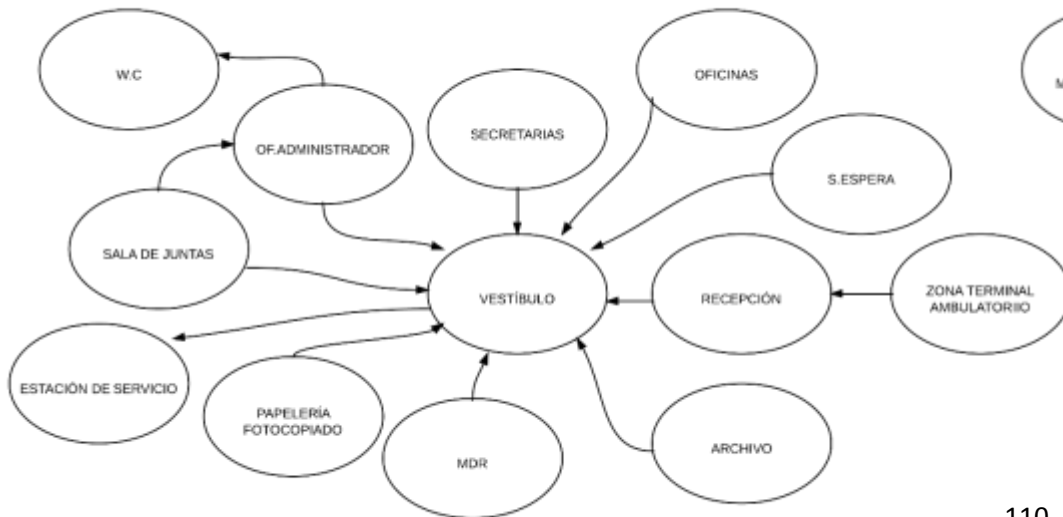 W.C
OFICINAS
OF.ADMINISTRADOR
SECRETARIAS
S.ESPERA
SALA DE JUNTAS
VESTÍBULO
RECEPCIÓN
ZONA TERMINAL
AMBULATORIIO
ESTACIÓN DE SERVICIO
PAPELERÍA
FOTOCOPIADO
MDR
ARCHIVO